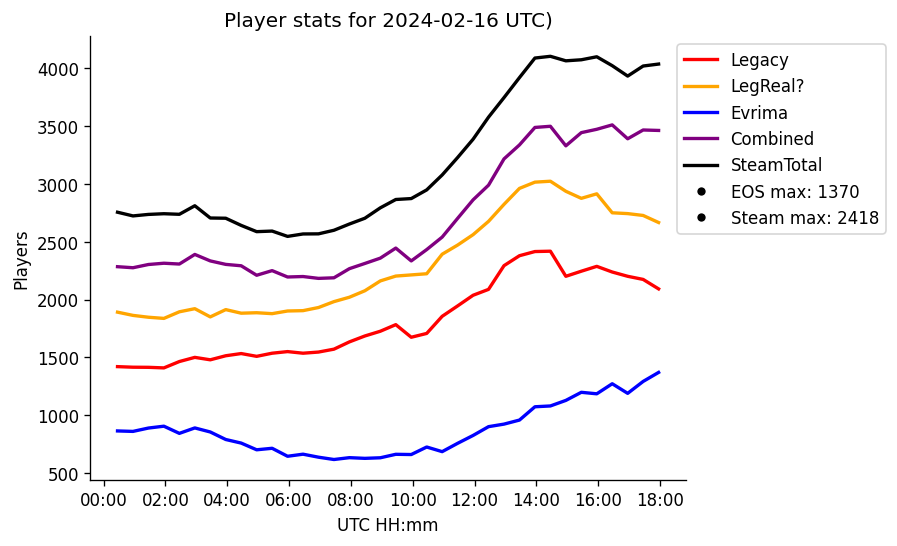 Player stats for 2024-02-16 UTC)
Legacy
LegReal?
Evrima
Combined
SteamTotal
EOS max: 1370
Steam max: 2418
Players
4000
3500
3000
2500
2000
1500
1000
500
00:00 02:00 04:00 06:00 08:00 10:00 12:00 14:00 16:00 18:00
UTC HH:mm